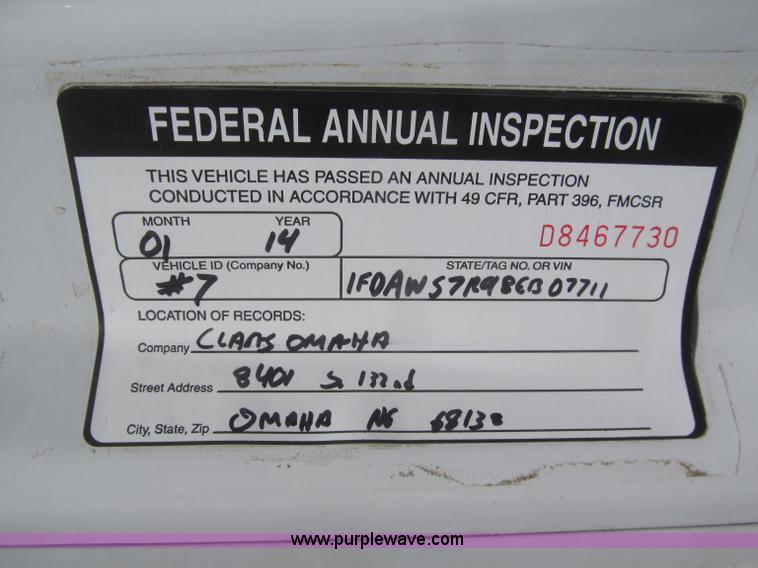 FEDERAL ANNUAL INSPECTION
THIS VEHICLE HAS PASSED AN ANNUAL INSPECTION
CONDUCTED IN ACCORDANCE WITH 49 CFR, PART 396, FMCSR
MONTH YEAR
01 14
D8467730
VEHICLE ID (Company No.) STATE/TAG NO. OR VIN
#7 1FDAW57R98EB07711
LOCATION OF RECORDS:
Company OMAHA
Street Address 8401 S 132nd
City, State, Zip OMAHA NE 68138
www.purplewave.com